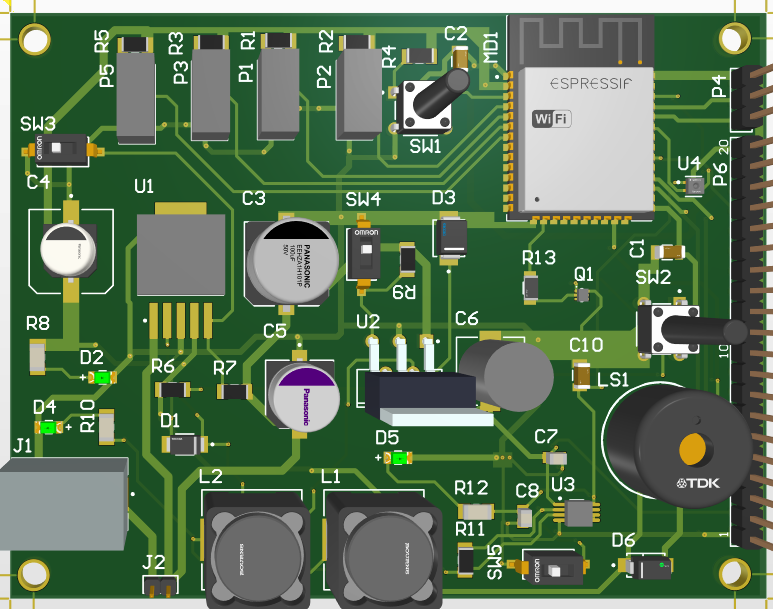 R5
R3
R1
R2
R4
C2
MD1
P5
P3
P1
P2
ESPRESSIF
WiFi
P4
SW3
OMRON
SW1
20
P6
U4
C4
U1
C3
SW4
D3
OMRON
PANASONIC
100uF
EEHZA1H101P
50V
R9
R13
Q1
C1
SW2
R8
D2
+
C5
U2
C6
R6
R7
Panasonic
C10
LS1
10
D4
+
R10
D1
D5
+
C7
TDK
J1
L2
L1
R12
C8
U3
R11
SW5
OMRON
D6
1
J2